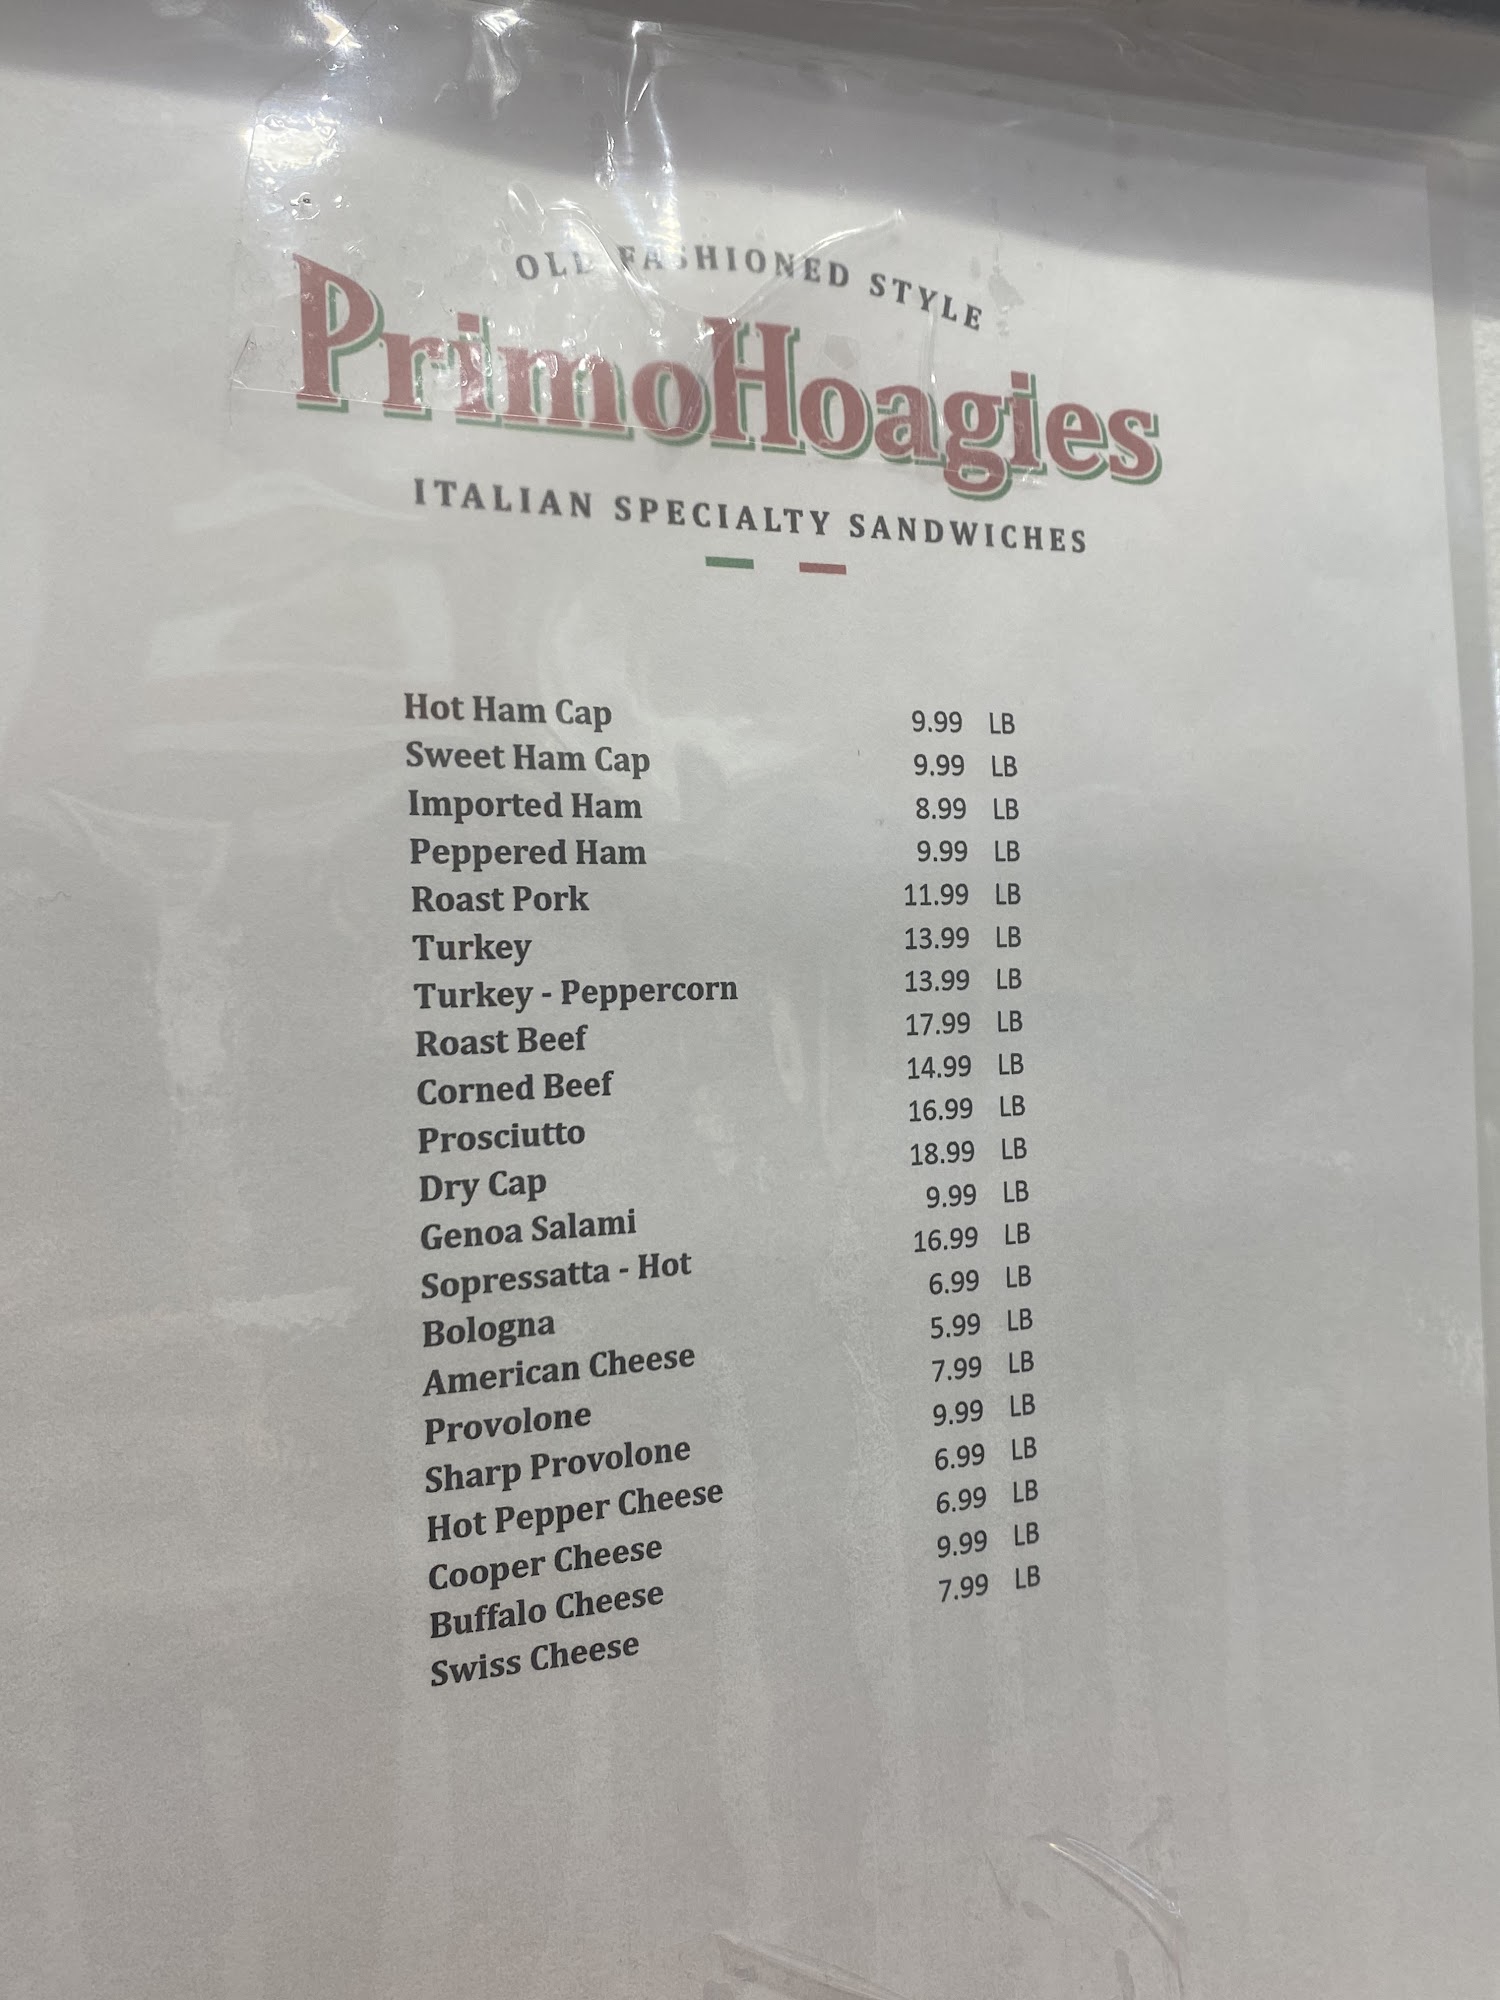 OLD FASHIONED STYLE
PrimoHoagies
ITALIAN SPECIALTY SANDWICHES
Hot Ham Cap 9.99 LB
Sweet Ham Cap 9.99 LB
Imported Ham 8.99 LB
Peppered Ham 9.99 LB
Roast Pork 11.99 LB
Turkey 13.99 LB
Turkey - Peppercorn 13.99 LB
Roast Beef 17.99 LB
Corned Beef 14.99 LB
Prosciutto 16.99 LB
Dry Cap 18.99 LB
Genoa Salami 9.99 LB
Sopressatta - Hot 16.99 LB
Bologna 6.99 LB
American Cheese 5.99 LB
Provolone 7.99 LB
Sharp Provolone 9.99 LB
Hot Pepper Cheese 6.99 LB
Cooper Cheese 6.99 LB
Buffalo Cheese 9.99 LB
Swiss Cheese 7.99 LB